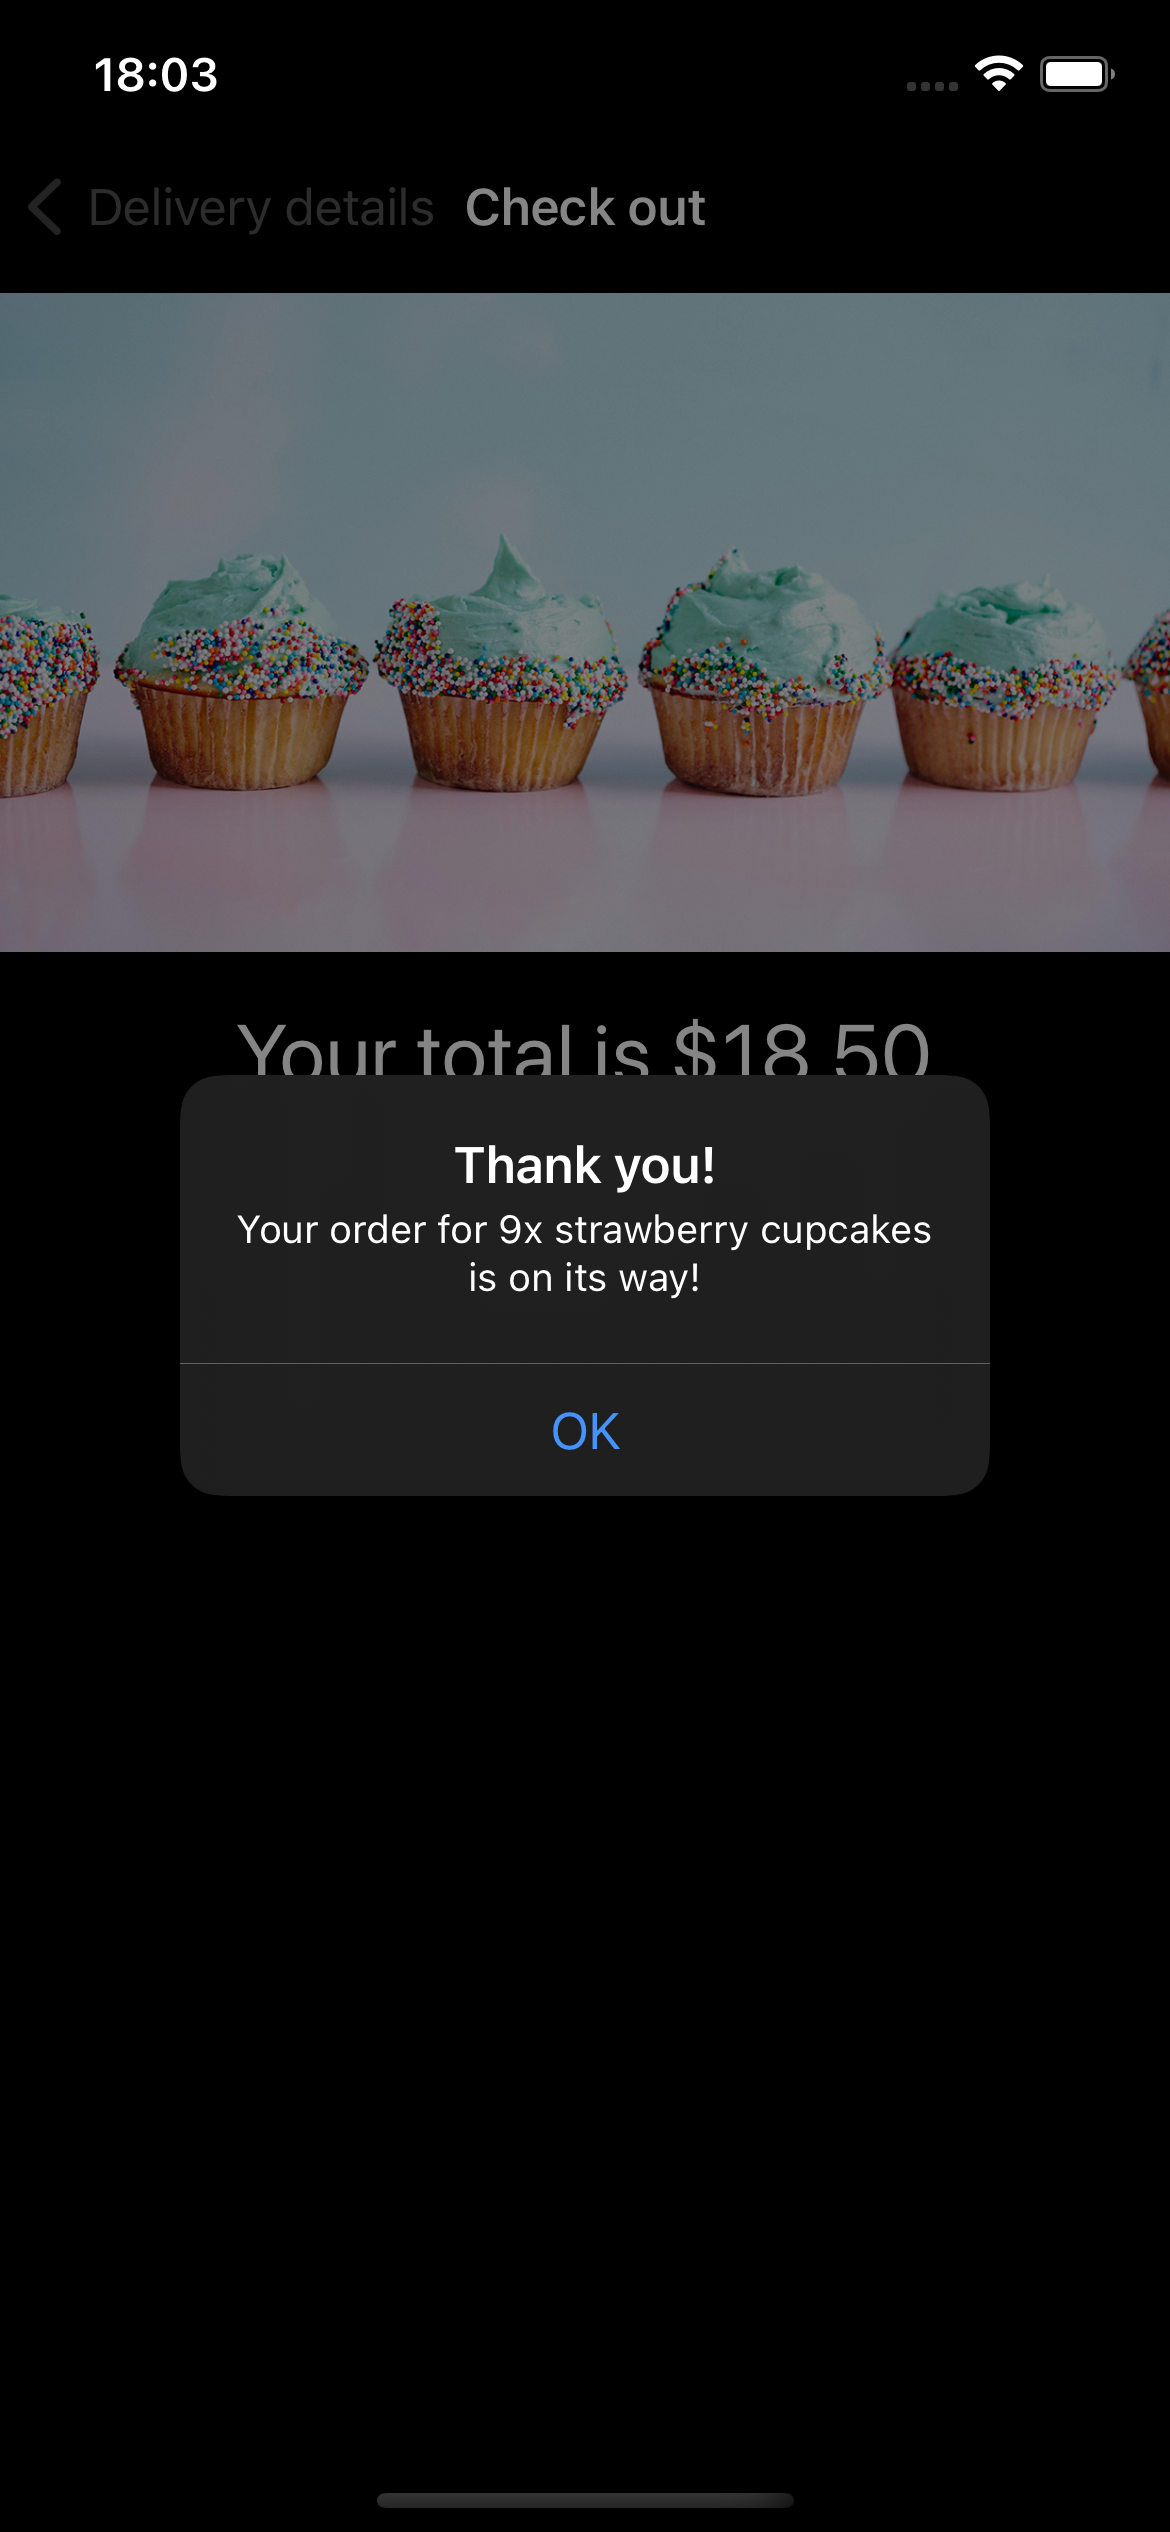 18:03
Delivery details Check out
Your total is $18.50
Thank you!
Your order for 9x strawberry cupcakes
is on its way!
OK